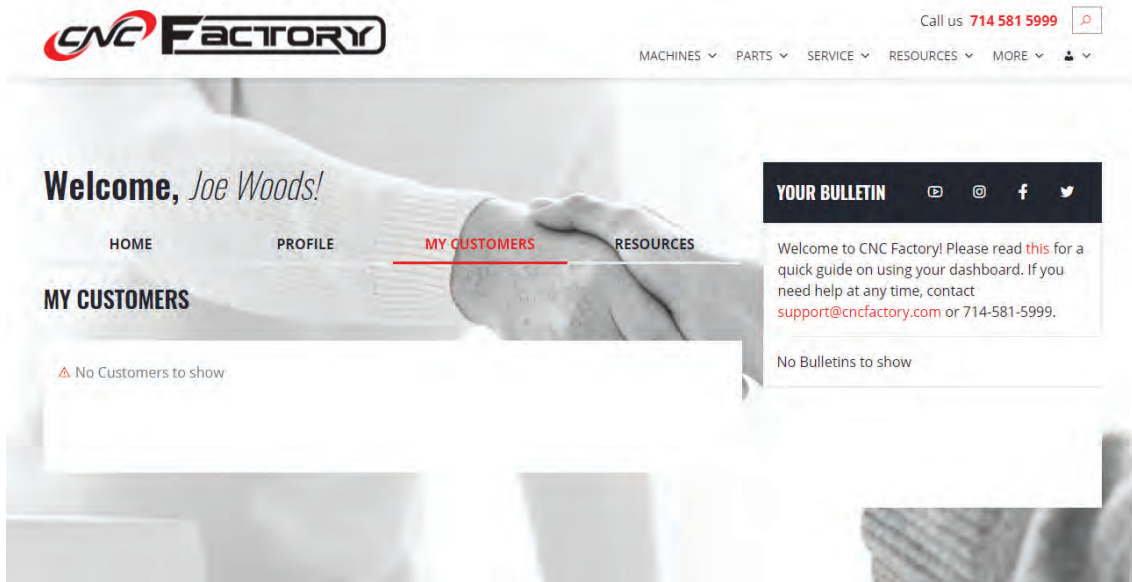 CNC Factory
Call us 714 581 5999
MACHINES PARTS SERVICE RESOURCES MORE
Welcome, Joe Woods!
HOME PROFILE MY CUSTOMERS RESOURCES
MY CUSTOMERS
No Customers to show
YOUR BULLETIN
Welcome to CNC Factory! Please read this for a
quick guide on using your dashboard. If you
need help at any time, contact
support@cncfactory.com or 714-581-5999.
No Bulletins to show